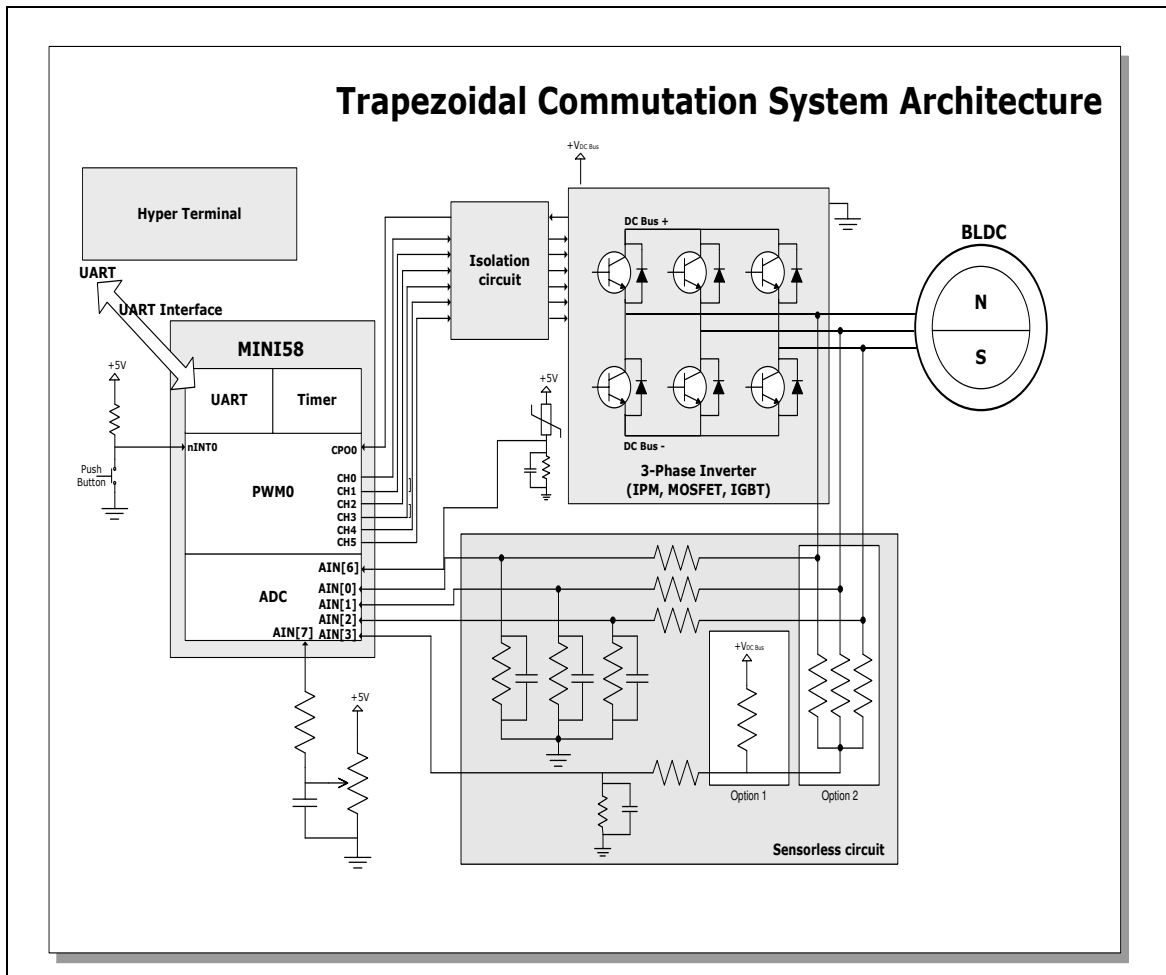 Trapezoidal Commutation System Architecture
+VDC Bus
Hyper Terminal
Isolation
circuit
DC Bus +
BLDC
N
S
UART
UART Interface
MINI58
+5V
UART
Timer
+5V
nINT0
CPO0
Push
Button
PWM0
CH0
CH1
CH2
CH3
CH4
CH5
DC Bus -
3-Phase Inverter
(IPM, MOSFET, IGBT)
ADC
AIN[6]
AIN[0]
AIN[1]
AIN[2]
AIN[7] AIN[3]
+5V
+VDC Bus
Option 1
Option 2
Sensorless circuit